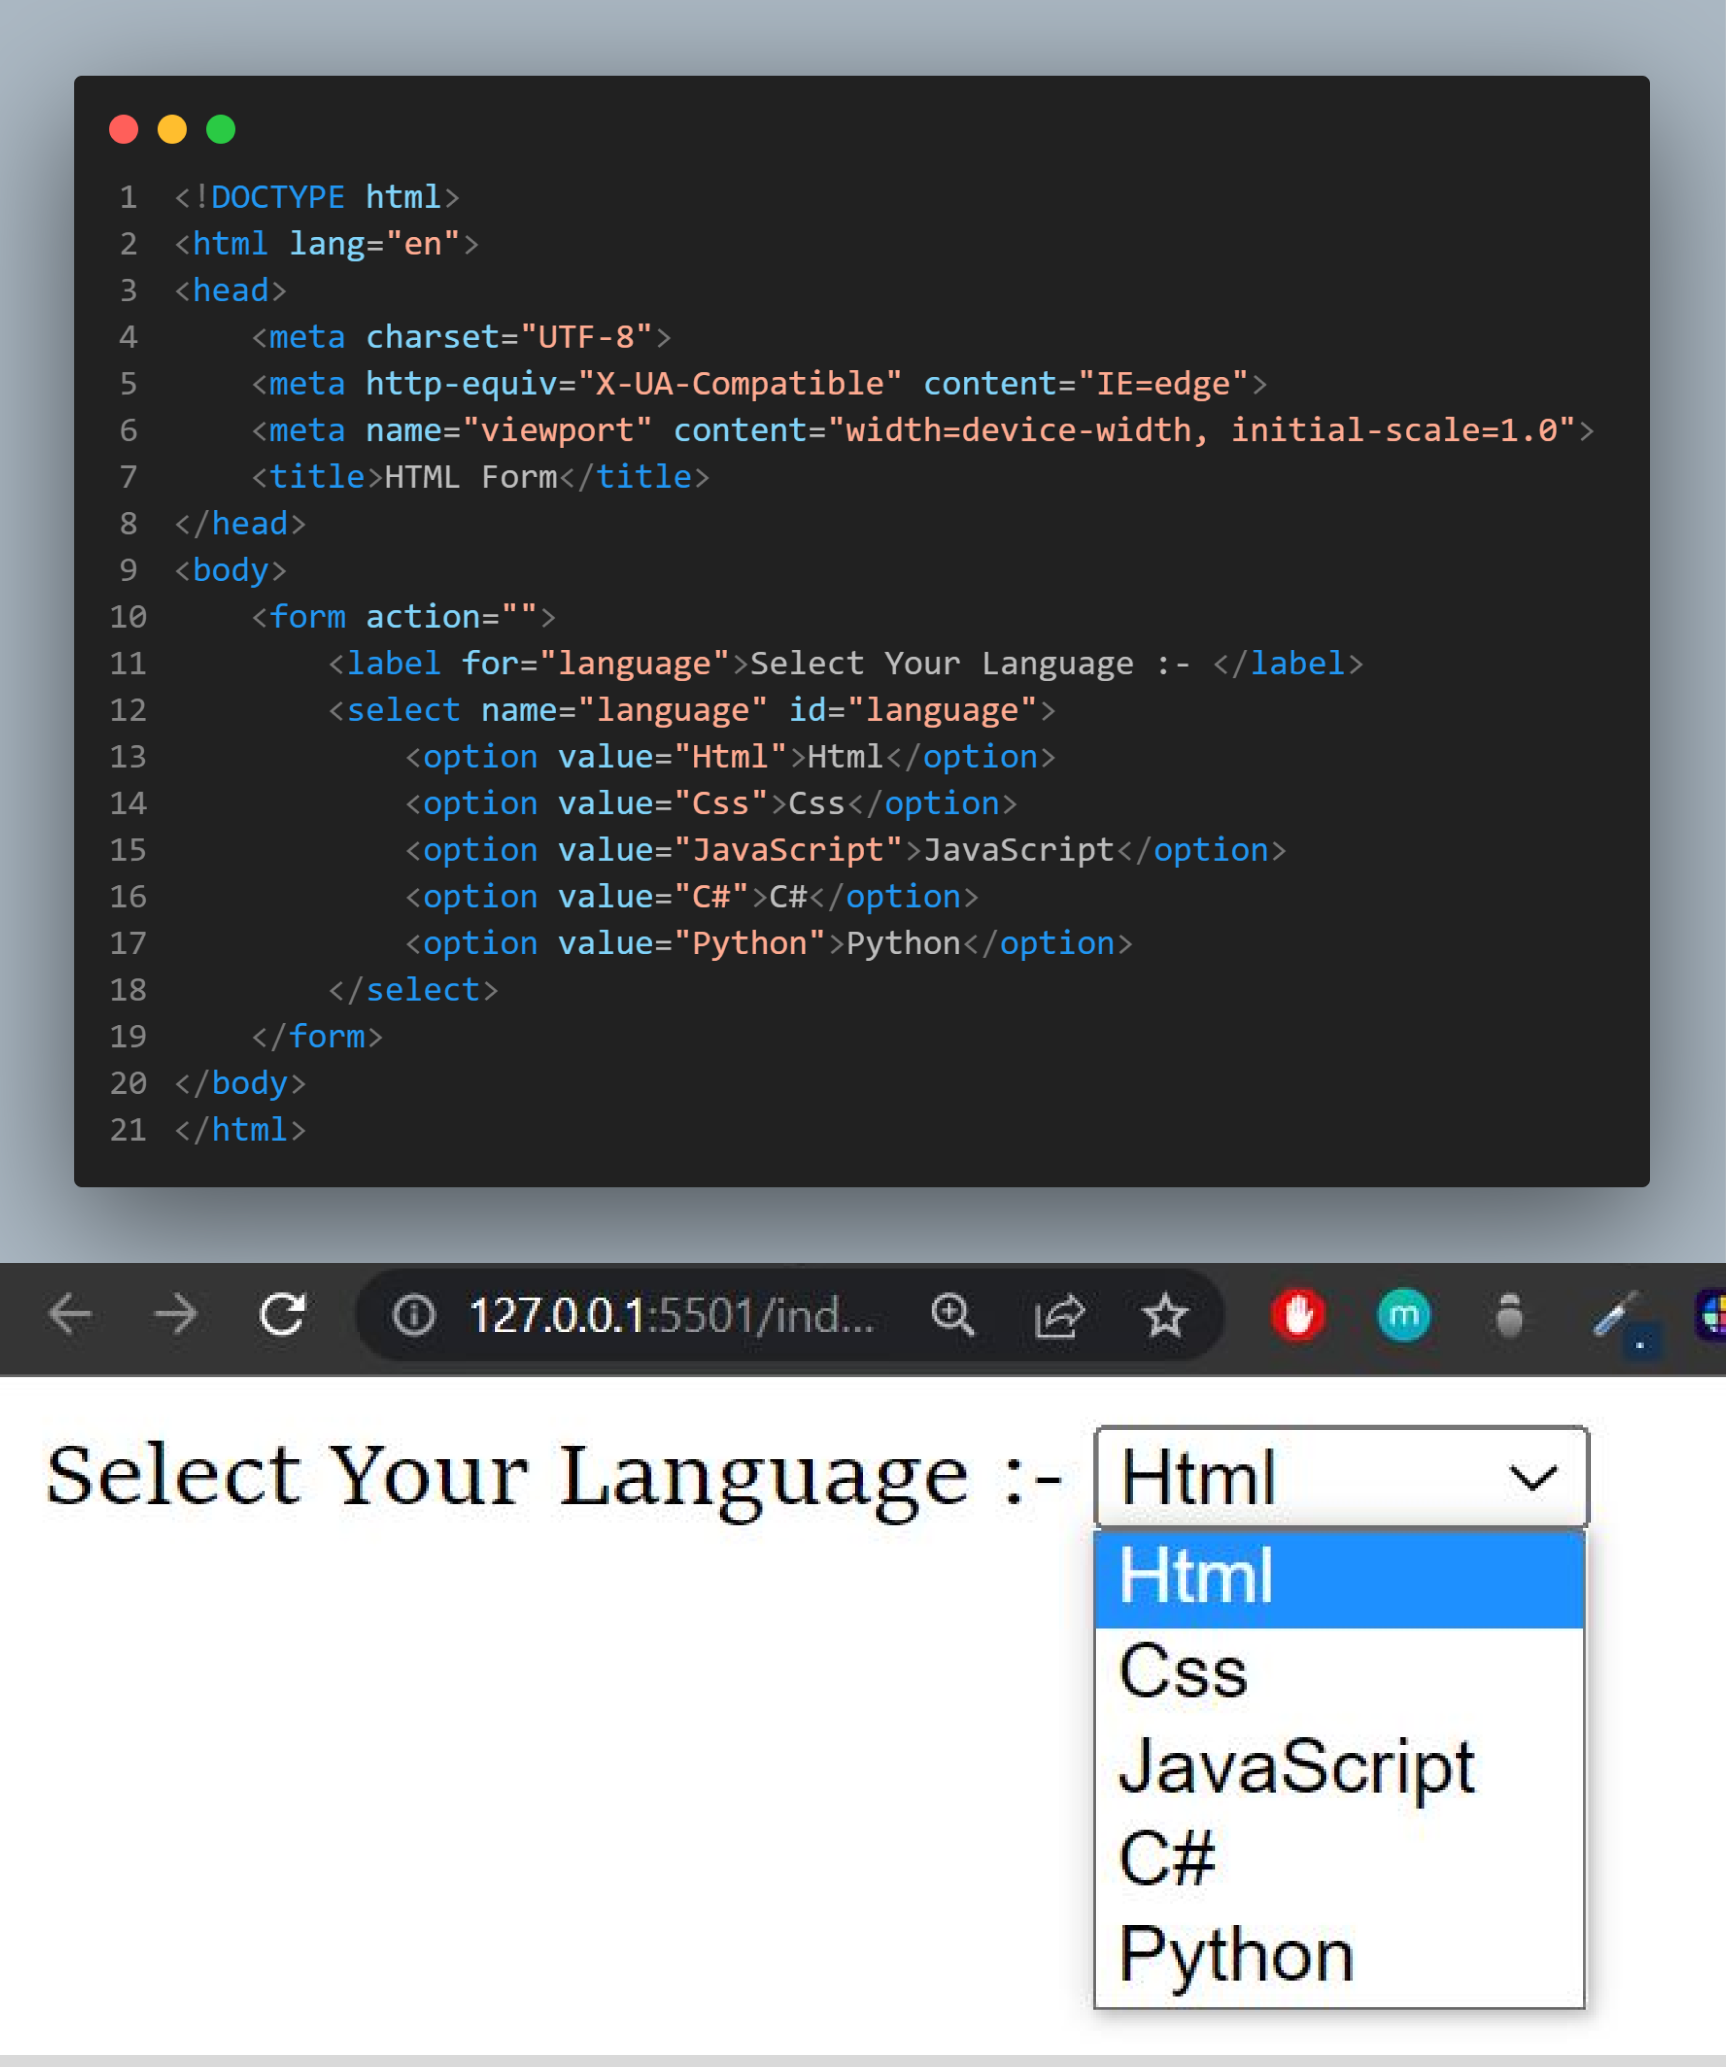 1 <!DOCTYPE html>
2 <html lang="en">
3 <head>
4     <meta charset="UTF-8">
5     <meta http-equiv="X-UA-Compatible" content="IE=edge">
6     <meta name="viewport" content="width=device-width, initial-scale=1.0">
7     <title>HTML Form</title>
8 </head>
9 <body>
10     <form action="">
11         <label for="language">Select Your Language :- </label>
12         <select name="language" id="language">
13             <option value="Html">Html</option>
14             <option value="Css">Css</option>
15             <option value="JavaScript">JavaScript</option>
16             <option value="C#">C#</option>
17             <option value="Python">Python</option>
18         </select>
19     </form>
20 </body>
21 </html>
127.0.0.1:5501/ind... m
Select Your Language :- Html
Html
Css
JavaScript
C#
Python